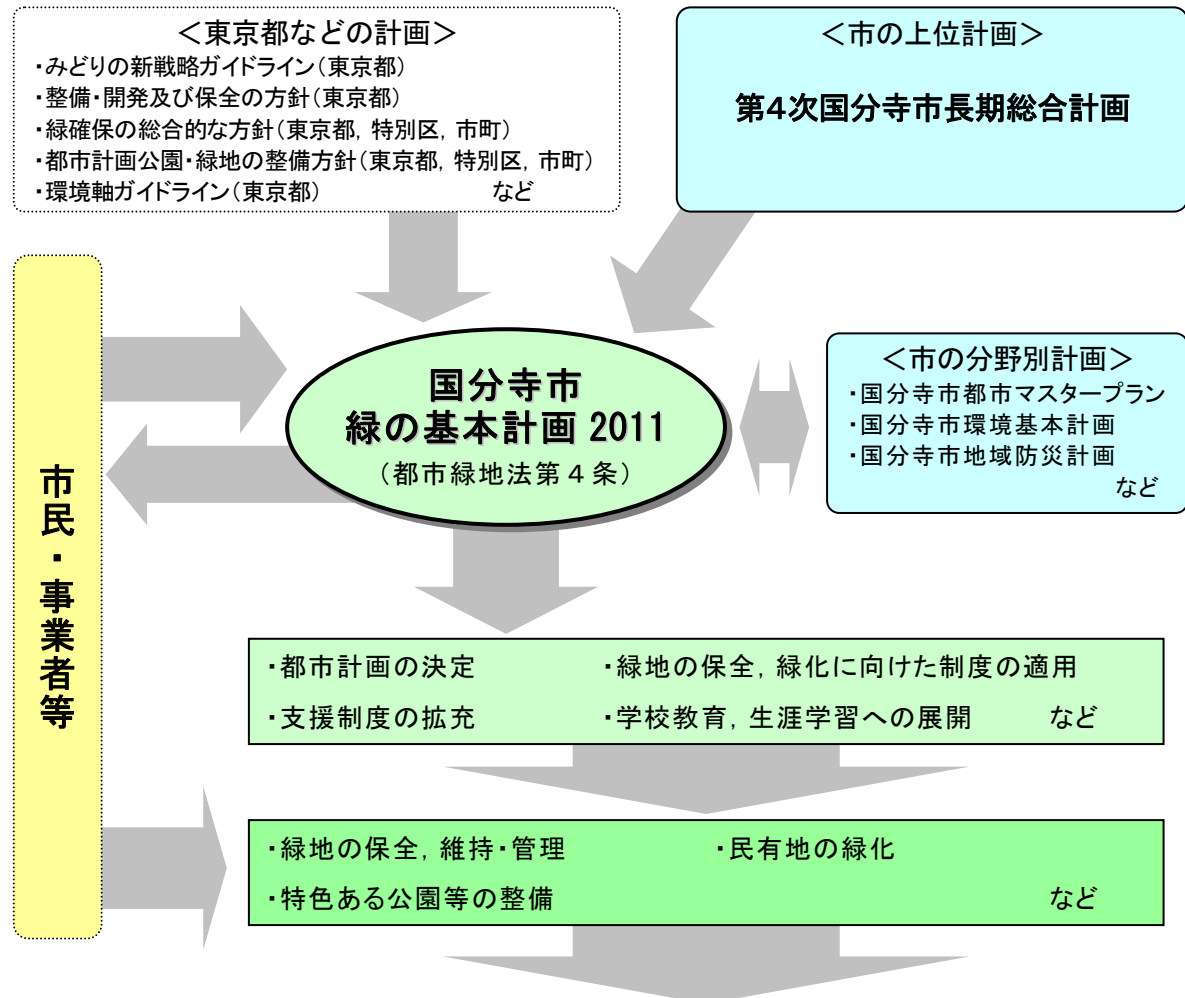 ＜東京都などの計画＞
・みどりの新戦略ガイドライン（東京都）
・整備・開発及び保全の方針（東京都）
・緑確保の総合的な方針（東京都，特別区，市町）
・都市計画公園・緑地の整備方針（東京都，特別区，市町）
・環境軸ガイドライン（東京都） など
＜市の上位計画＞
第４次国分寺市長期総合計画
市民・事業者等
国分寺市
緑の基本計画 2011
（都市緑地法第４条）
＜市の分野別計画＞
・国分寺市都市マスタープラン
・国分寺市環境基本計画
・国分寺市地域防災計画
など
・都市計画の決定 ・緑地の保全，緑化に向けた制度の適用
・支援制度の拡充 ・学校教育，生涯学習への展開 など
・緑地の保全，維持・管理 ・民有地の緑化
・特色ある公園等の整備 など